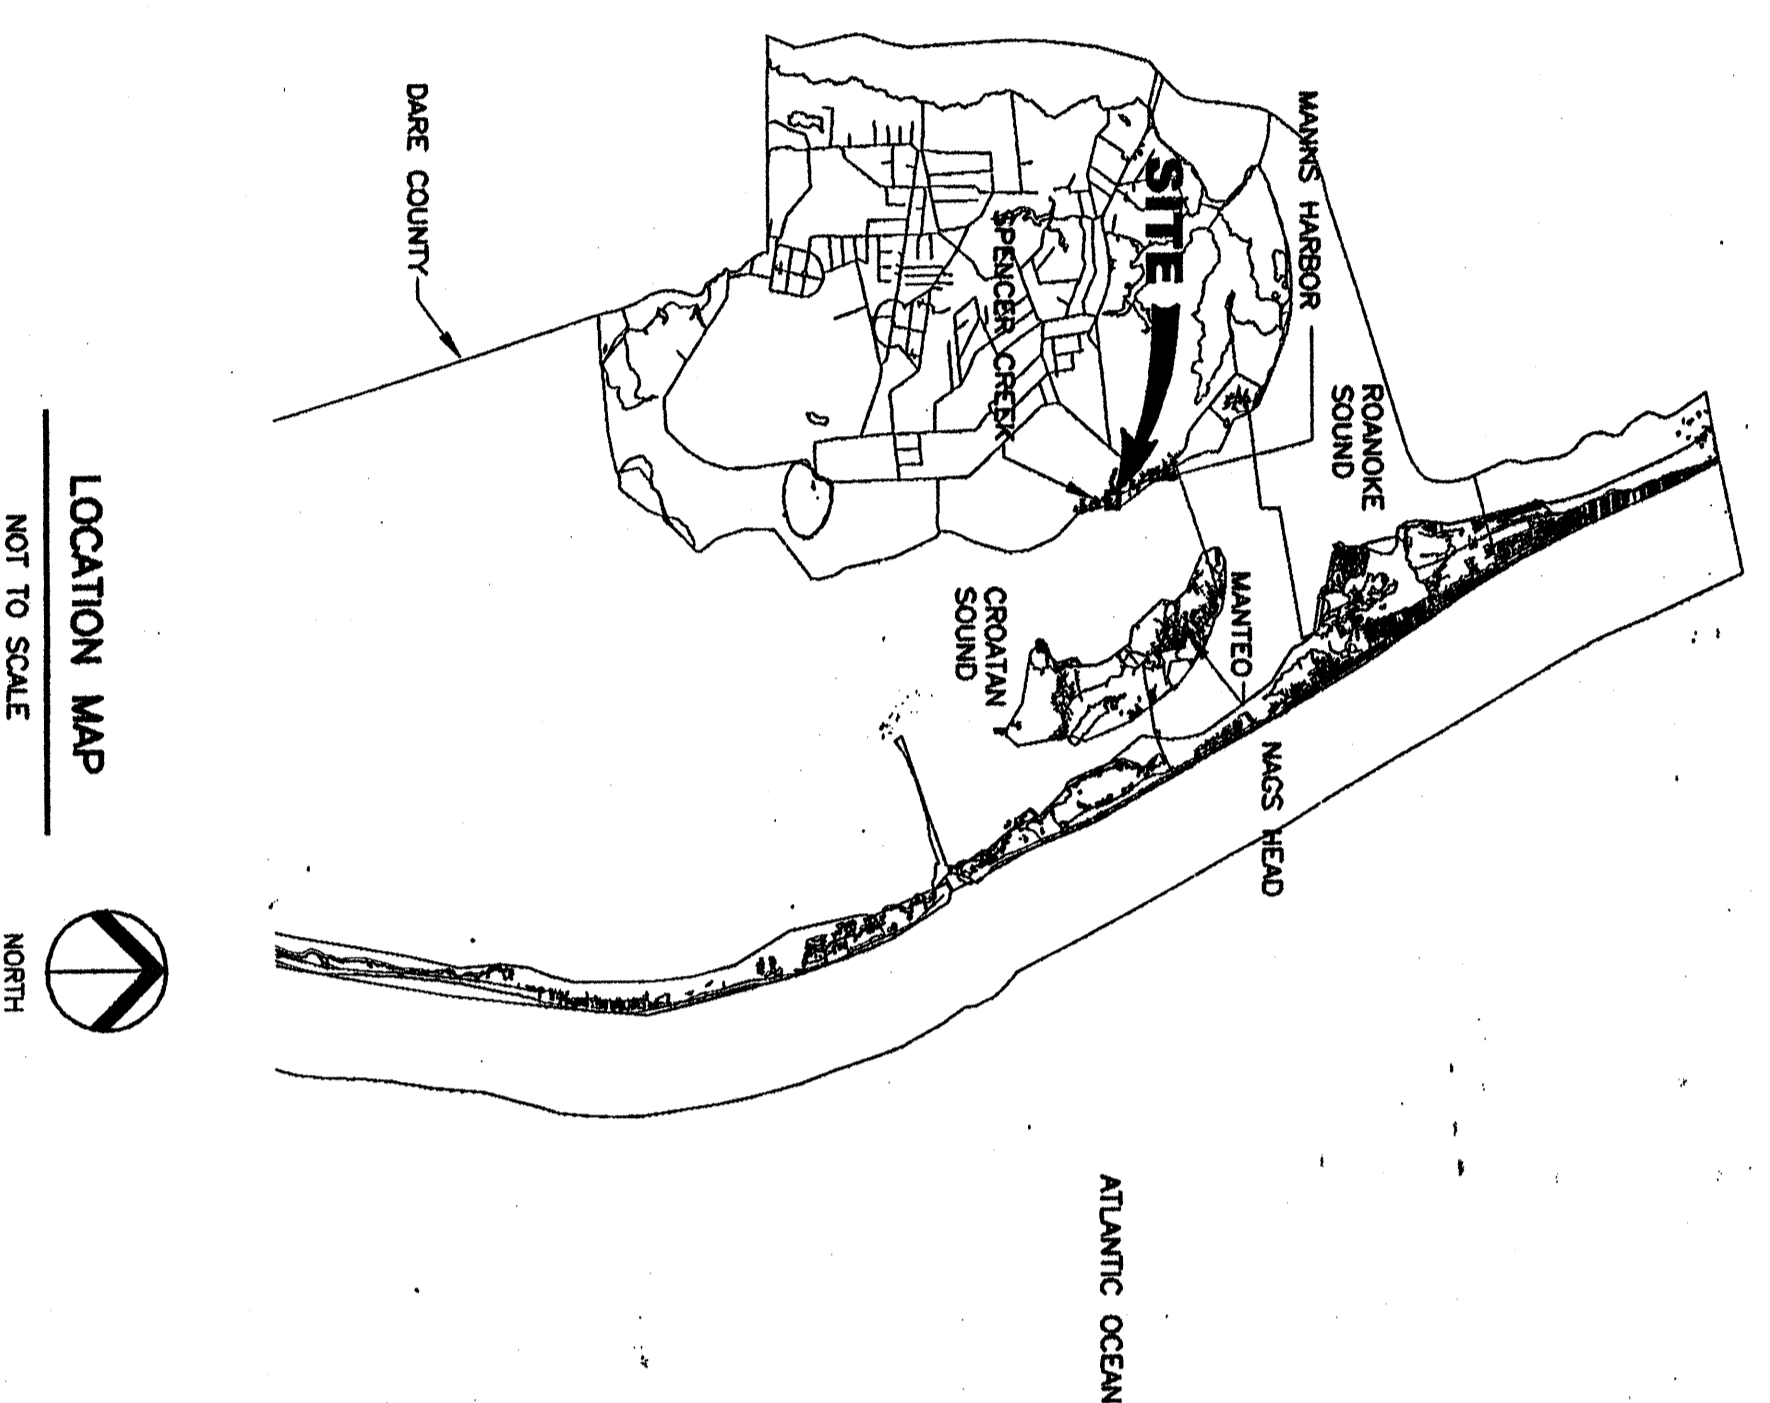 MANNS HARBOR
ROANOKE
SOUND
SITE
SPENCER CREEK
MANTEO
CROATAN
SOUND
NAGS HEAD
ATLANTIC OCEAN
DARE COUNTY
LOCATION MAP
NOT TO SCALE
NORTH